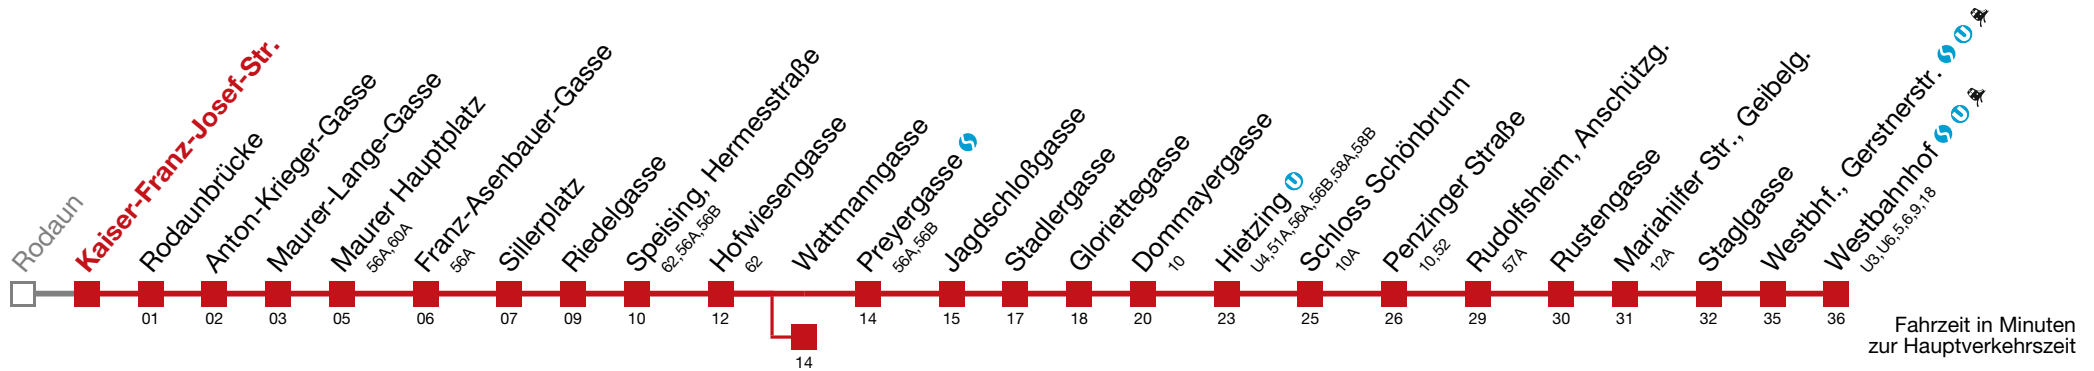 Rodaun
Kaiser-Franz-Josef-Str.
Rodaunbrücke
01
Anton-Krieger-Gasse
02
Maurer-Lange-Gasse
03
Maurer Hauptplatz
56A,60A
05
Franz-Asenbauer-Gasse
56A
06
Sillerplatz
07
Riedelgasse
09
Speising, Hermesstraße
62,56A,56B
10
Hofwiesengasse
62
12
Wattmanngasse
14
Preyergasse
56A,56B
14
Jagdschloßgasse
15
Stadlergasse
17
Gloriettegasse
18
Dommayergasse
10
20
Hietzing U
U4,51A,56A,56B,58A,58B
23
Schloss Schönbrunn
10A
25
Penzinger Straße
10,52
26
Rudolfsheim, Anschützg.
57A
29
Rustengasse
30
Mariahilfer Str., Geibelg.
12A
31
Staglgasse
32
Westbhf., Gerstnerstr. U
35
Westbahnhof U
U3,U6,5,6,9,18
36
Fahrzeit in Minuten
zur Hauptverkehrszeit